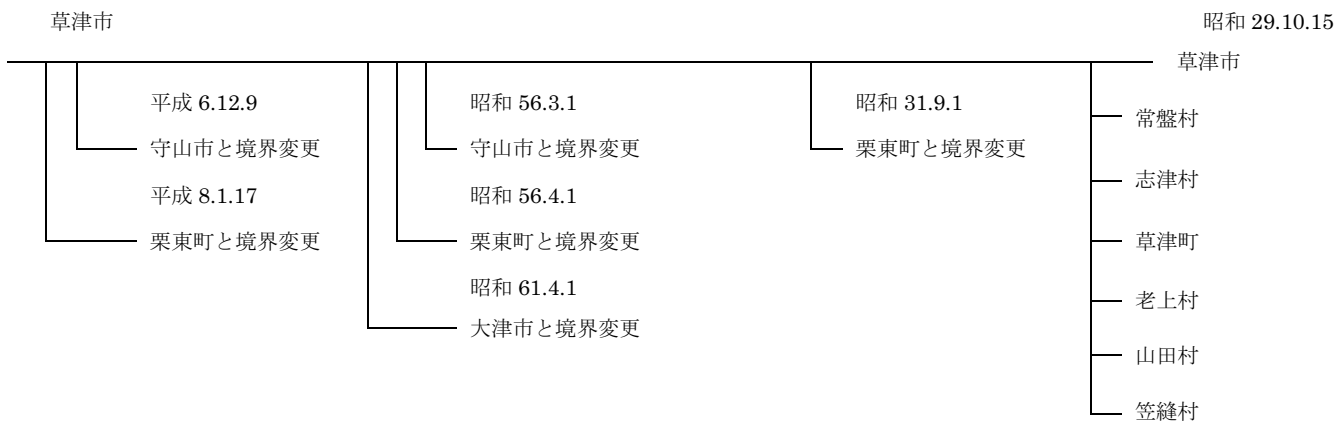 草津市
昭和 29.10.15
草津市
平成 6.12.9
守山市と境界変更
平成 8.1.17
栗東町と境界変更
昭和 56.3.1
守山市と境界変更
昭和 56.4.1
栗東町と境界変更
昭和 61.4.1
大津市と境界変更
昭和 31.9.1
栗東町と境界変更
常盤村
志津村
草津町
老上村
山田村
笠縫村